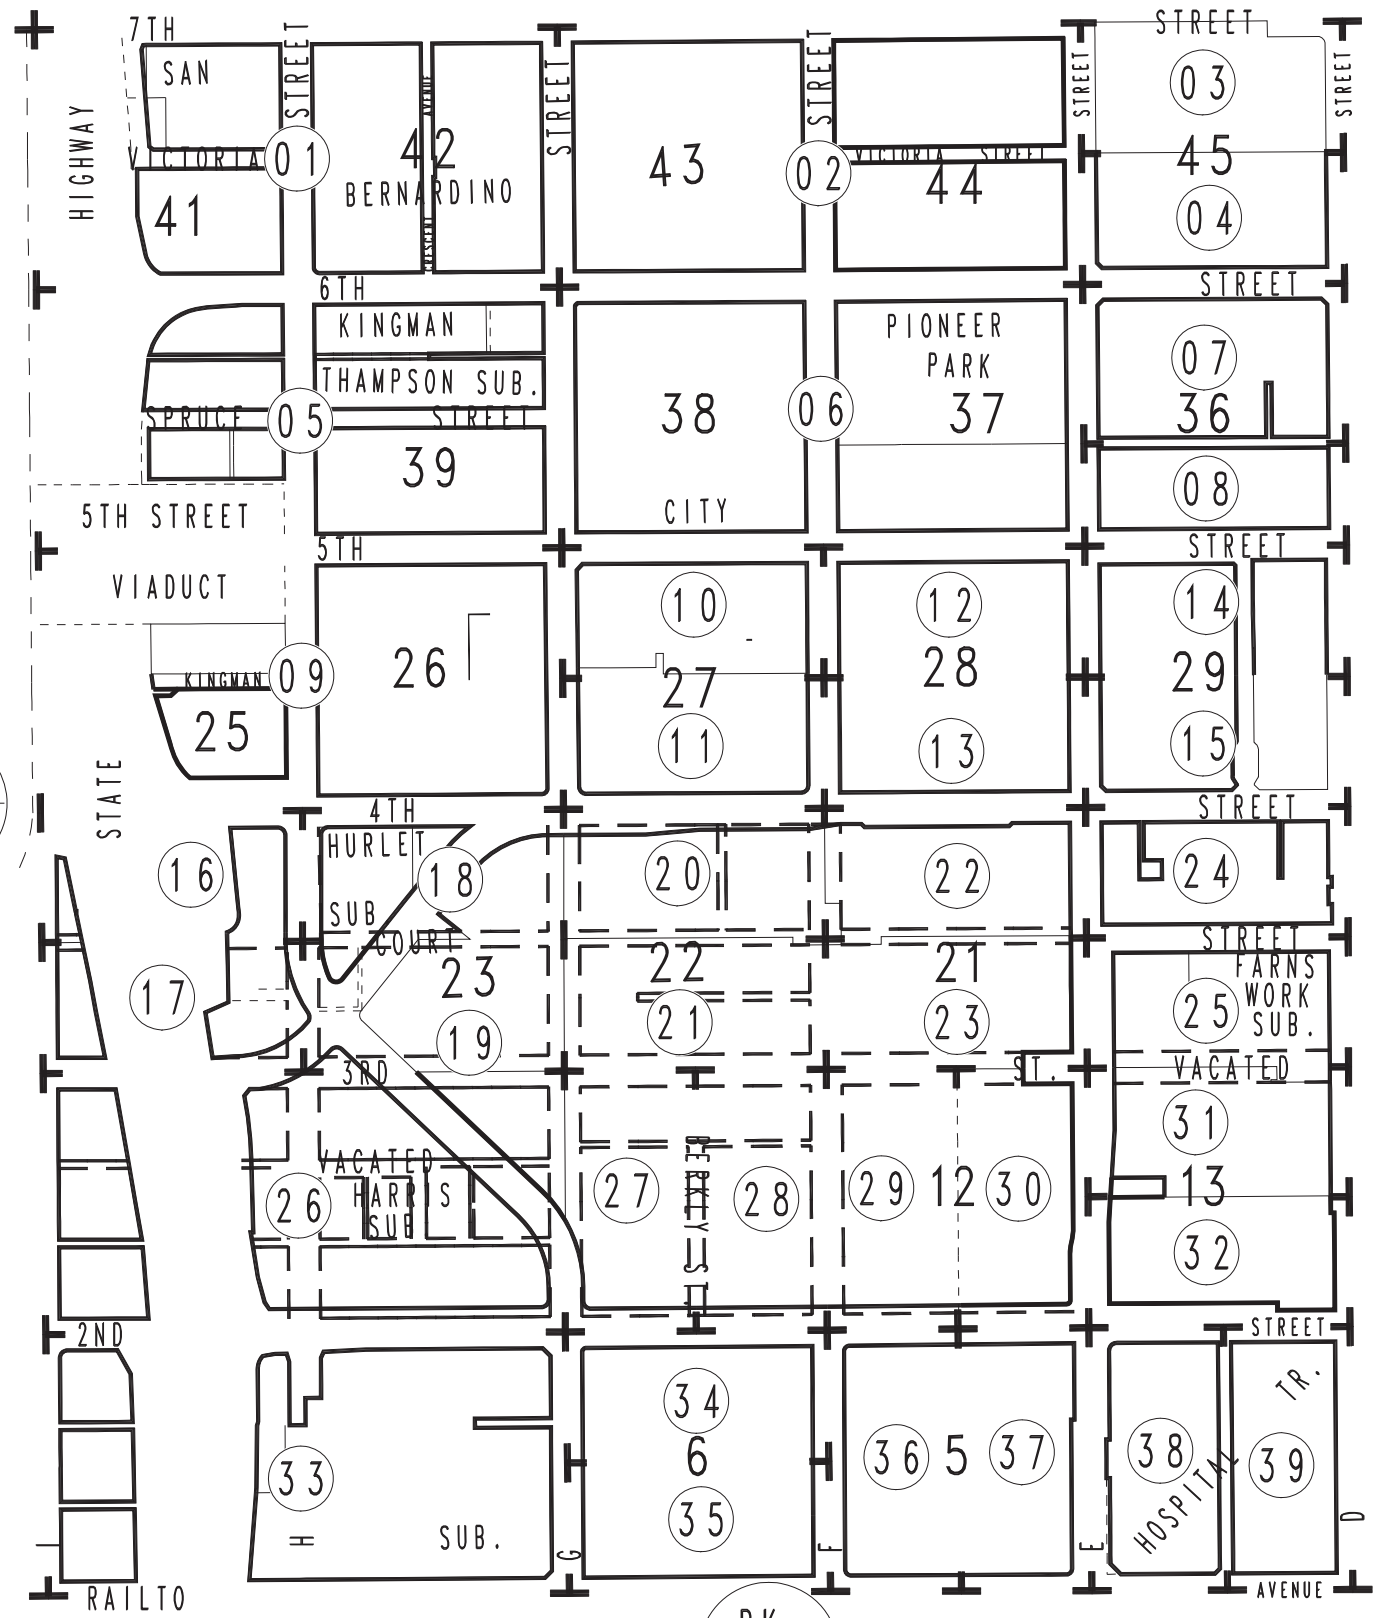 7TH
STREET
SAN
STREET
STREET
STREET
STREET
STREET
03
HIGHWAY
VICTORIA
01
42
AVENUE
BERNARDINO
CRESCENT
43
02
VICTORIA STREET
44
45
04
41
6TH
STREET
KINGMAN
THAMPSON SUB.
PIONEER
PARK
07
SPRUCE
05
STREET
38
06
37
36
39
08
5TH STREET
CITY
5TH
STREET
VIADUCT
10
12
14
KINGMAN
09
26
27
28
29
25
11
13
15
STATE
4TH
STREET
HURLET
16
18
20
22
24
SUB
COURT
STREET
23
22
21
FARNS
WORK
SUB.
17
19
21
23
25
3RD
ST.
VACATED
31
VACATED
BERKLEY ST.
26
HARRIS
SUB
27
28
29
12
30
13
32
2ND
STREET
34
TR.
33
6
36
5
37
38
HOSPITAL
39
35
H
SUB.
G
F
E
D
RAILTO
AVENUE